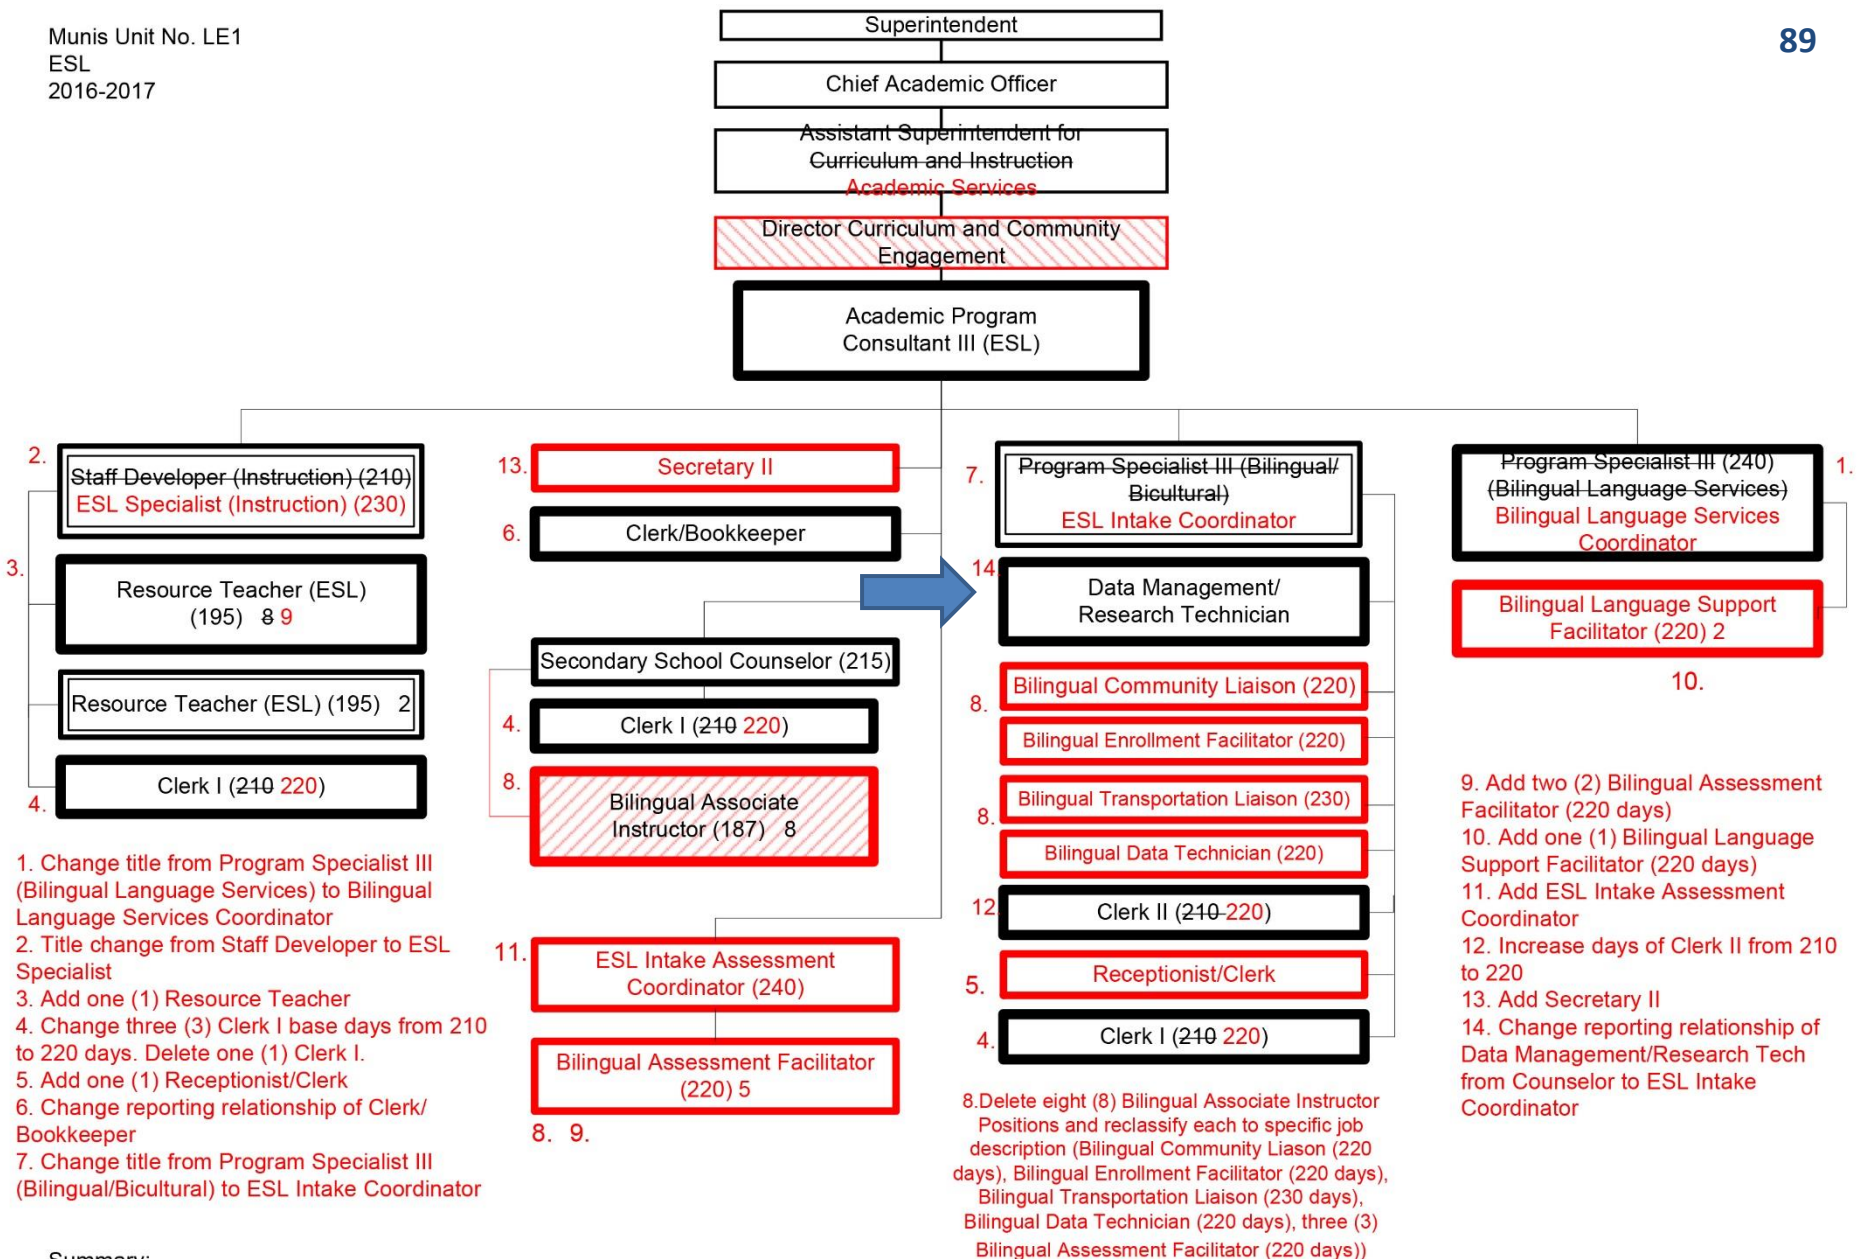 Munis Unit No. LE1
ESL
2016-2017
89
Superintendent
Chief Academic Officer
Assistant Superintendent for
Curriculum and Instruction
Academic Services
Director Curriculum and Community
Engagement
Academic Program
Consultant III (ESL)
2.
Staff Developer (Instruction) (210)
ESL Specialist (Instruction) (230)
3.
Resource Teacher (ESL)
(195) 8 9
Resource Teacher (ESL) (195) 2
4.
Clerk I (210 220)
13.
Secretary II
6.
Clerk/Bookkeeper
Secondary School Counselor (215)
4.
Clerk I (210 220)
8.
Bilingual Associate
Instructor (187) 8
11.
ESL Intake Assessment
Coordinator (240)
Bilingual Assessment Facilitator
(220) 5
8. 9.
7.
Program Specialist III (Bilingual/
Bicultural)
ESL Intake Coordinator
14.
Data Management/
Research Technician
8.
Bilingual Community Liaison (220)
Bilingual Enrollment Facilitator (220)
8.
Bilingual Transportation Liaison (230)
Bilingual Data Technician (220)
12.
Clerk II (210 220)
5.
Receptionist/Clerk
4.
Clerk I (210 220)
1.
Program Specialist III (240)
(Bilingual Language Services)
Bilingual Language Services
Coordinator
Bilingual Language Support
Facilitator (220) 2
10.
1. Change title from Program Specialist III
(Bilingual Language Services) to Bilingual
Language Services Coordinator
2. Title change from Staff Developer to ESL
Specialist
3. Add one (1) Resource Teacher
4. Change three (3) Clerk I base days from 210
to 220 days. Delete one (1) Clerk I.
5. Add one (1) Receptionist/Clerk
6. Change reporting relationship of Clerk/
Bookkeeper
7. Change title from Program Specialist III
(Bilingual/Bicultural) to ESL Intake Coordinator
8.Delete eight (8) Bilingual Associate Instructor
Positions and reclassify each to specific job
description (Bilingual Community Liason (220
days), Bilingual Enrollment Facilitator (220 days),
Bilingual Transportation Liaison (230 days),
Bilingual Data Technician (220 days), three (3)
Bilingual Assessment Facilitator (220 days))
9. Add two (2) Bilingual Assessment
Facilitator (220 days)
10. Add one (1) Bilingual Language
Support Facilitator (220 days)
11. Add ESL Intake Assessment
Coordinator
12. Increase days of Clerk II from 210
to 220
13. Add Secretary II
14. Change reporting relationship of
Data Management/Research Tech
from Counselor to ESL Intake
Coordinator
Summary: